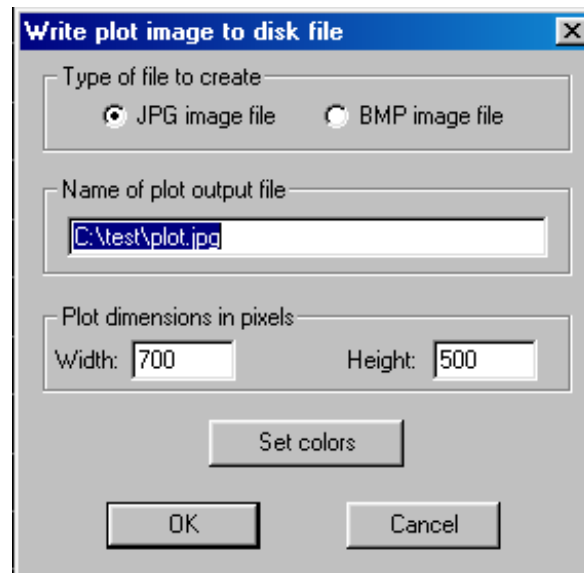 Write plot image to disk file
Type of file to create
JPG image file BMP image file
Name of plot output file
C:\test\plot.jpg
Plot dimensions in pixels
Width: 700 Height: 500
Set colors
OK Cancel